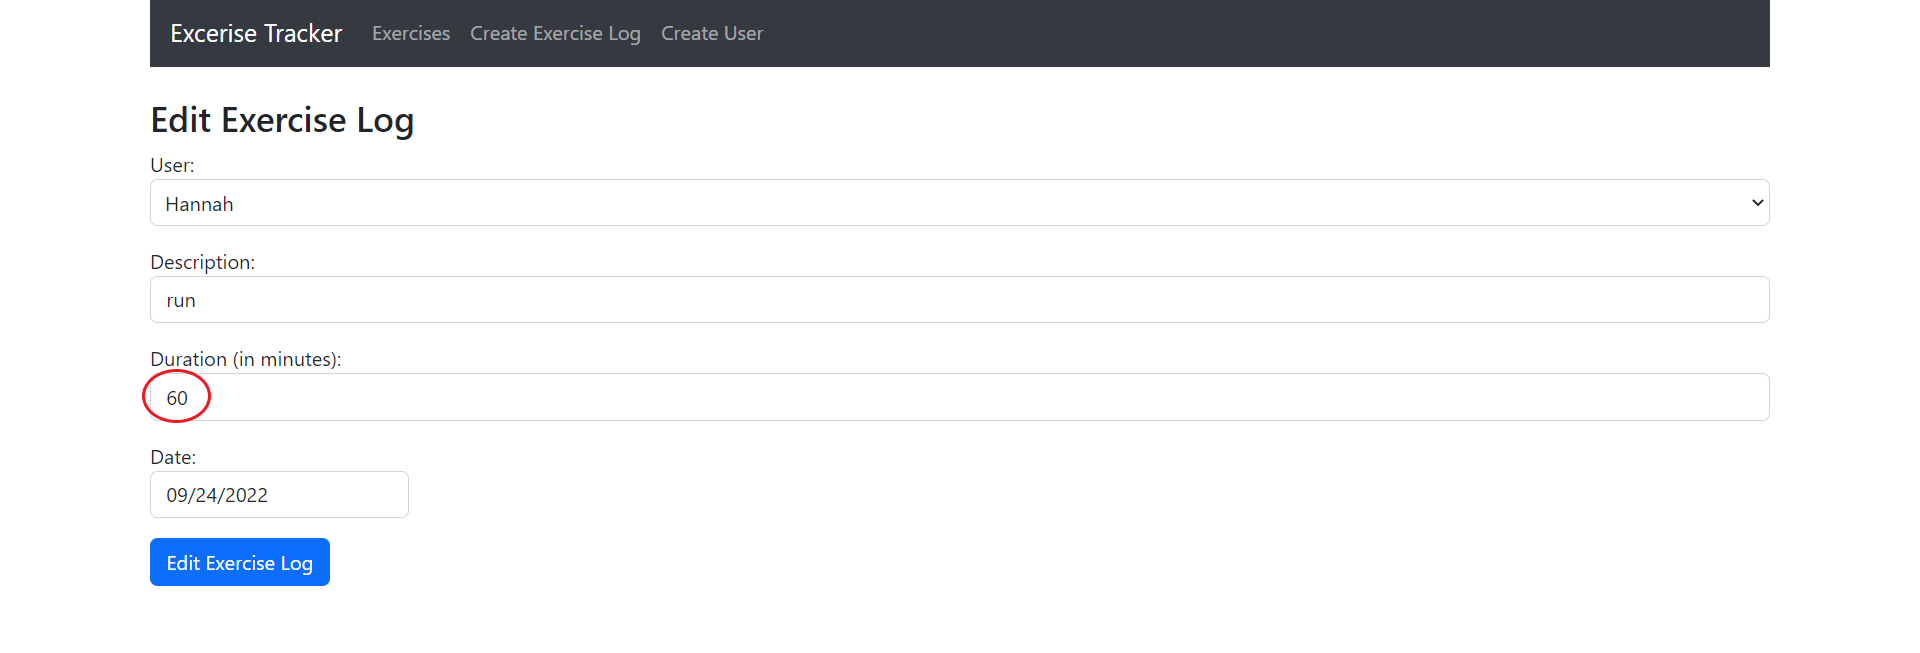 Excerise Tracker Exercises Create Exercise Log Create User
Edit Exercise Log
User:
Hannah
Description:
run
Duration (in minutes):
60
Date:
09/24/2022
Edit Exercise Log